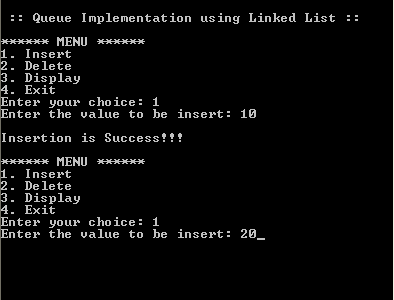 :: Queue Implementation using Linked List ::
****** MENU ******
1. Insert
2. Delete
3. Display
4. Exit
Enter your choice: 1
Enter the value to be insert: 10
Insertion is Success!!!
****** MENU ******
1. Insert
2. Delete
3. Display
4. Exit
Enter your choice: 1
Enter the value to be insert: 20_